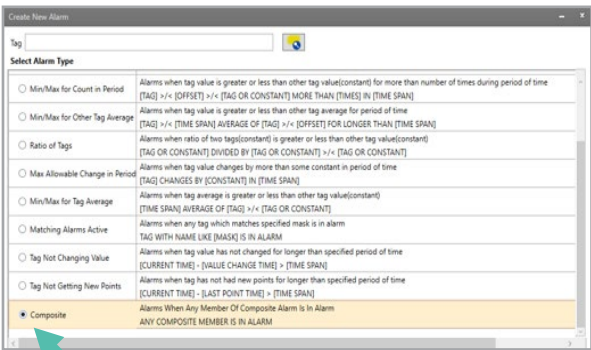 Create New Alarm
Tag
Select Alarm Type
Min/Max for Count in Period
Alarms when tag value is greater or less than other tag value(constant) for more than number of times during period of time
[TAG] >/< [OFFSET] >/< [TAG OR CONSTANT] MORE THAN [TIMES] IN [TIME SPAN]
Min/Max for Other Tag Average
Alarms when tag value is greater or less than other tag average for period of time
[TAG] >/< [TIME SPAN] AVERAGE OF [TAG] >/< [OFFSET] FOR LONGER THAN [TIME SPAN]
Ratio of Tags
Alarms when ratio of two tags(constant) is greater or less than other tag value(constant)
[TAG OR CONSTANT] DIVIDED BY [TAG OR CONSTANT] >/< [TAG OR CONSTANT]
Max Allowable Change in Period
Alarms when tag value changes by more than some constant in period of time
[TAG] CHANGES BY [CONSTANT] IN [TIME SPAN]
Min/Max for Tag Average
Alarms when tag average is greater or less than other tag value(constant)
[TIME SPAN] AVERAGE OF [TAG] >/< [TAG OR CONSTANT]
Matching Alarms Active
Alarms when any tag which matches specified mask is in alarm
TAG WITH NAME LIKE [MASK] IS IN ALARM
Tag Not Changing Value
Alarms when tag value has not changed for longer than specified period of time
[CURRENT TIME] - [VALUE CHANGE TIME] > [TIME SPAN]
Tag Not Getting New Points
Alarms when tag has not had new points for longer than specified period of time
[CURRENT TIME] - [LAST POINT TIME] > [TIME SPAN]
Composite
Alarms When Any Member Of Composite Alarm Is In Alarm
ANY COMPOSITE MEMBER IS IN ALARM